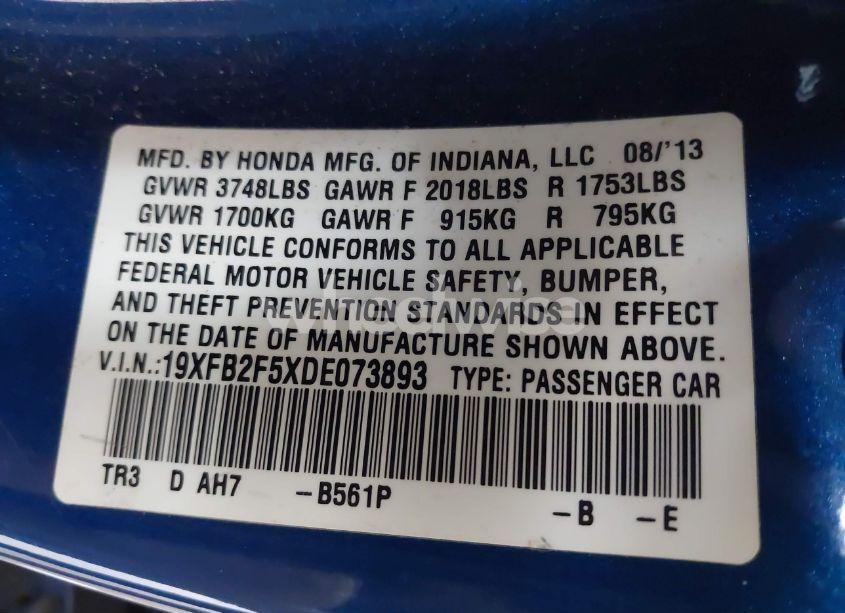 MFD. BY HONDA MFG. OF INDIANA, LLC 08/'13
GVWR 3748LBS GAWR F 2018LBS R 1753LBS
GVWR 1700KG GAWR F 915KG R 795KG
THIS VEHICLE CONFORMS TO ALL APPLICABLE
FEDERAL MOTOR VEHICLE SAFETY, BUMPER,
AND THEFT PREVENTION STANDARDS IN EFFECT
ON THE DATE OF MANUFACTURE SHOWN ABOVE.
V.I.N.:19XFB2F5XDE073893 TYPE: PASSENGER CAR
TR3 D AH7 -B561P -B -E